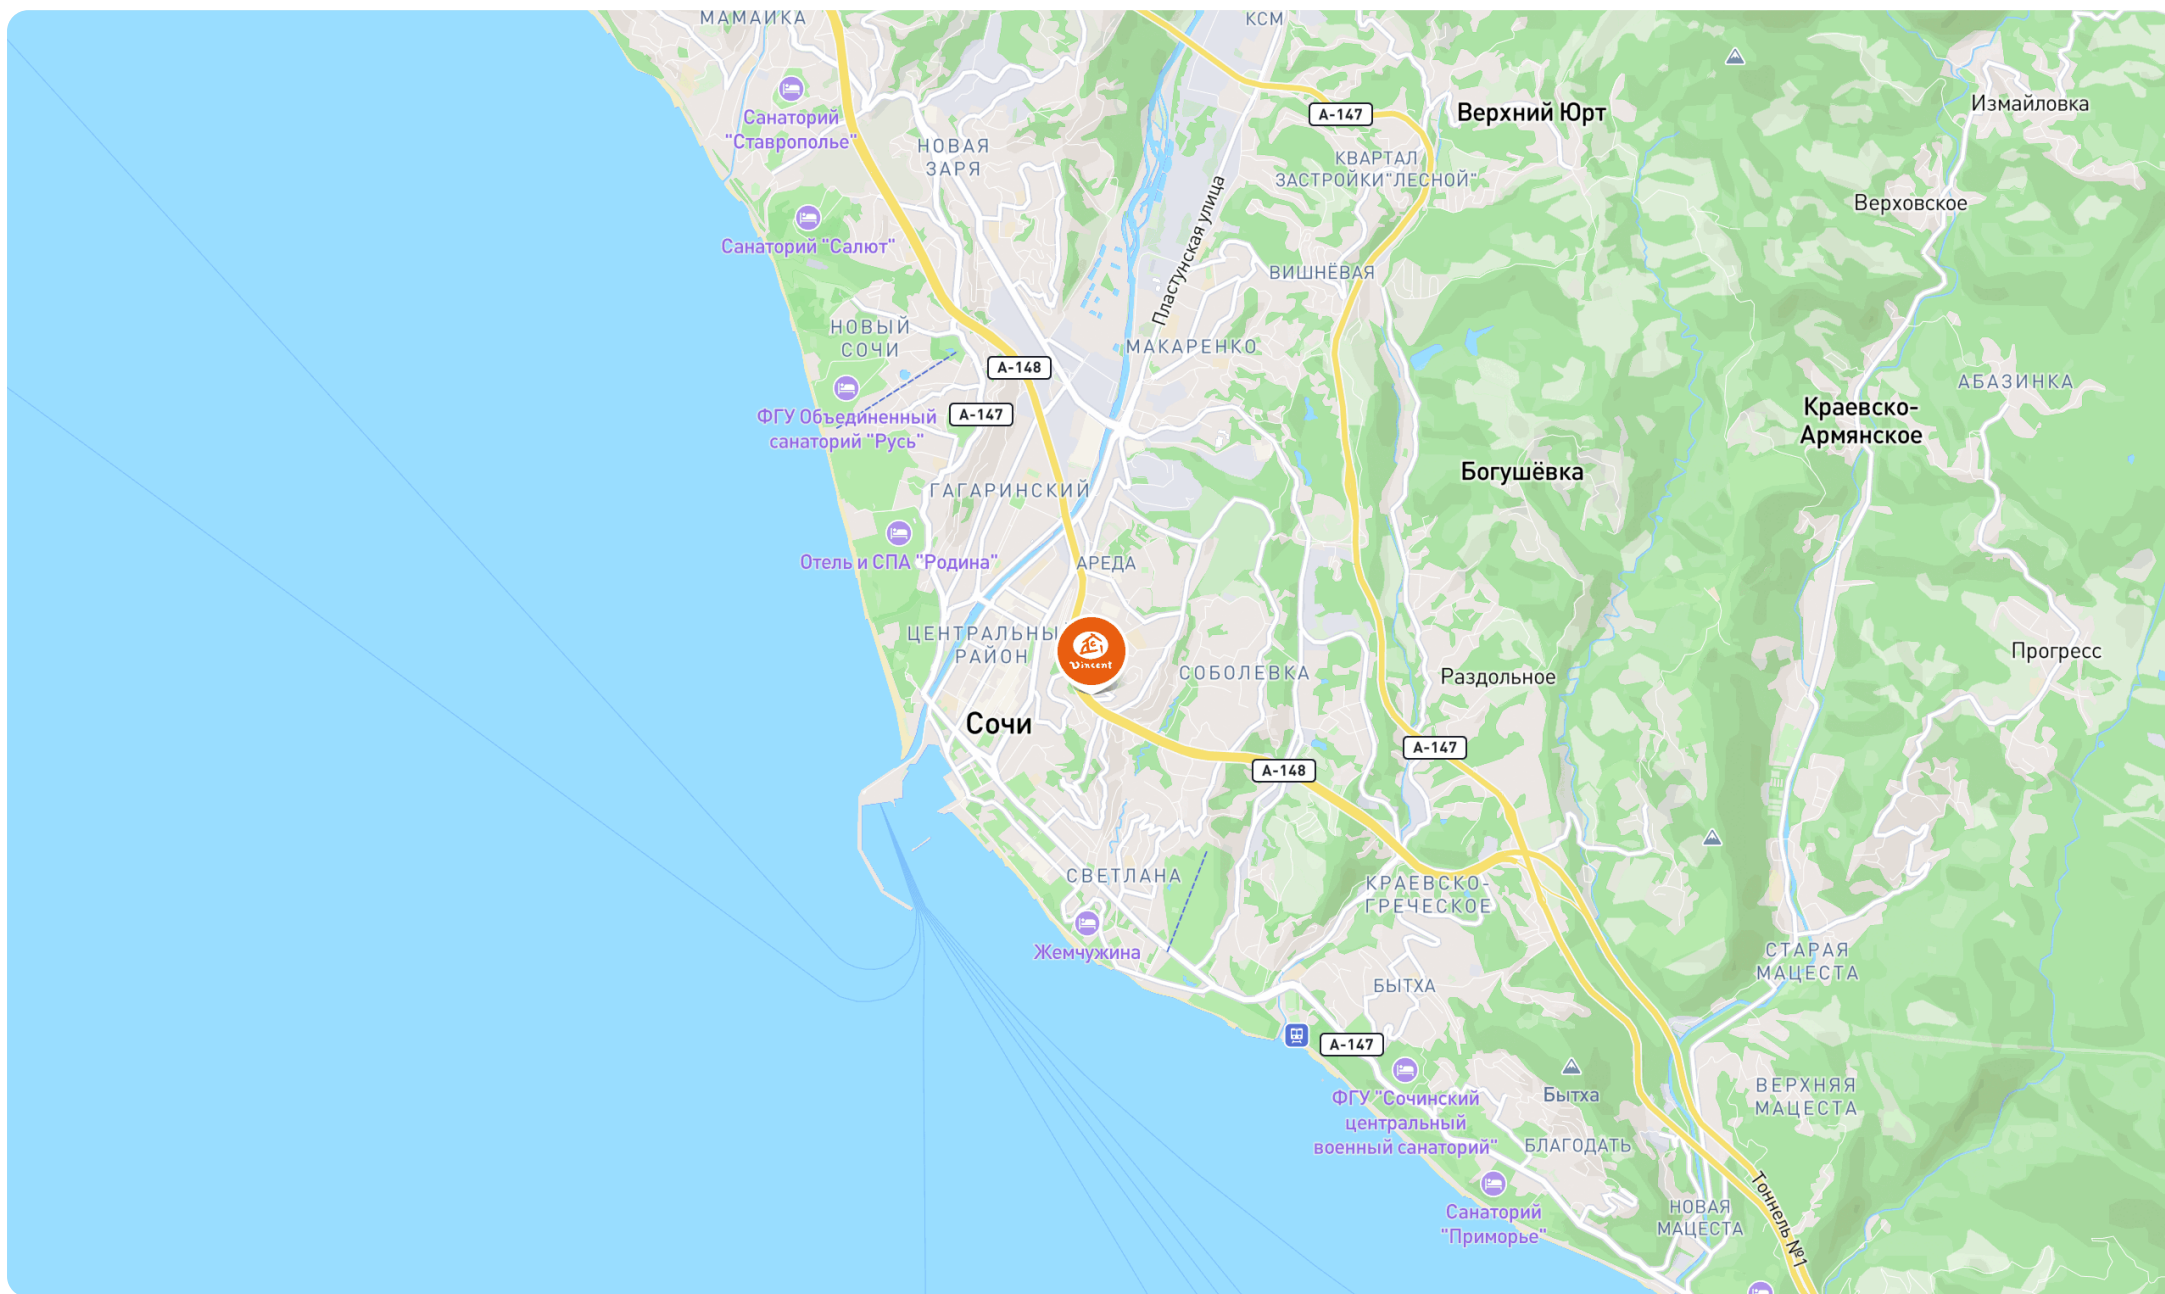 МАМАЙКА
КСМ
Санаторий
"Ставрополье"
НОВАЯ
ЗАРЯ
А-147
Верхний Юрт
Измайловка
КВАРТАЛ
ЗАСТРОЙКИ"ЛЕСНОЙ"
Верховское
Санаторий "Салют"
Пластунская улица
ВИШНЁВАЯ
НОВЫЙ
СОЧИ
МАКАРЕНКО
А-148
А-147
АБАЗИНКА
ФГУ Объединенный
санаторий "Русь"
Краевско-
Армянское
Богушёвка
ГАГАРИНСКИЙ
Отель и СПА "Родина"
АРЕДА
ЦЕНТРАЛЬНЫ
РАЙОН
Vincent
СОБОЛЕВКА
Раздольное
Прогресс
Сочи
А-147
А-148
СВЕТЛАНА
КРАЕВСКО-
ГРЕЧЕСКОЕ
Жемчужина
БЫТХА
СТАРАЯ
МАЦЕСТА
А-147
ФГУ "Сочинский
центральный
военный санаторий"
Бытха
ВЕРХНЯЯ
МАЦЕСТА
БЛАГОДАТЬ
Санаторий
"Приморье"
НОВАЯ
МАЦЕСТА
Тоннель №1